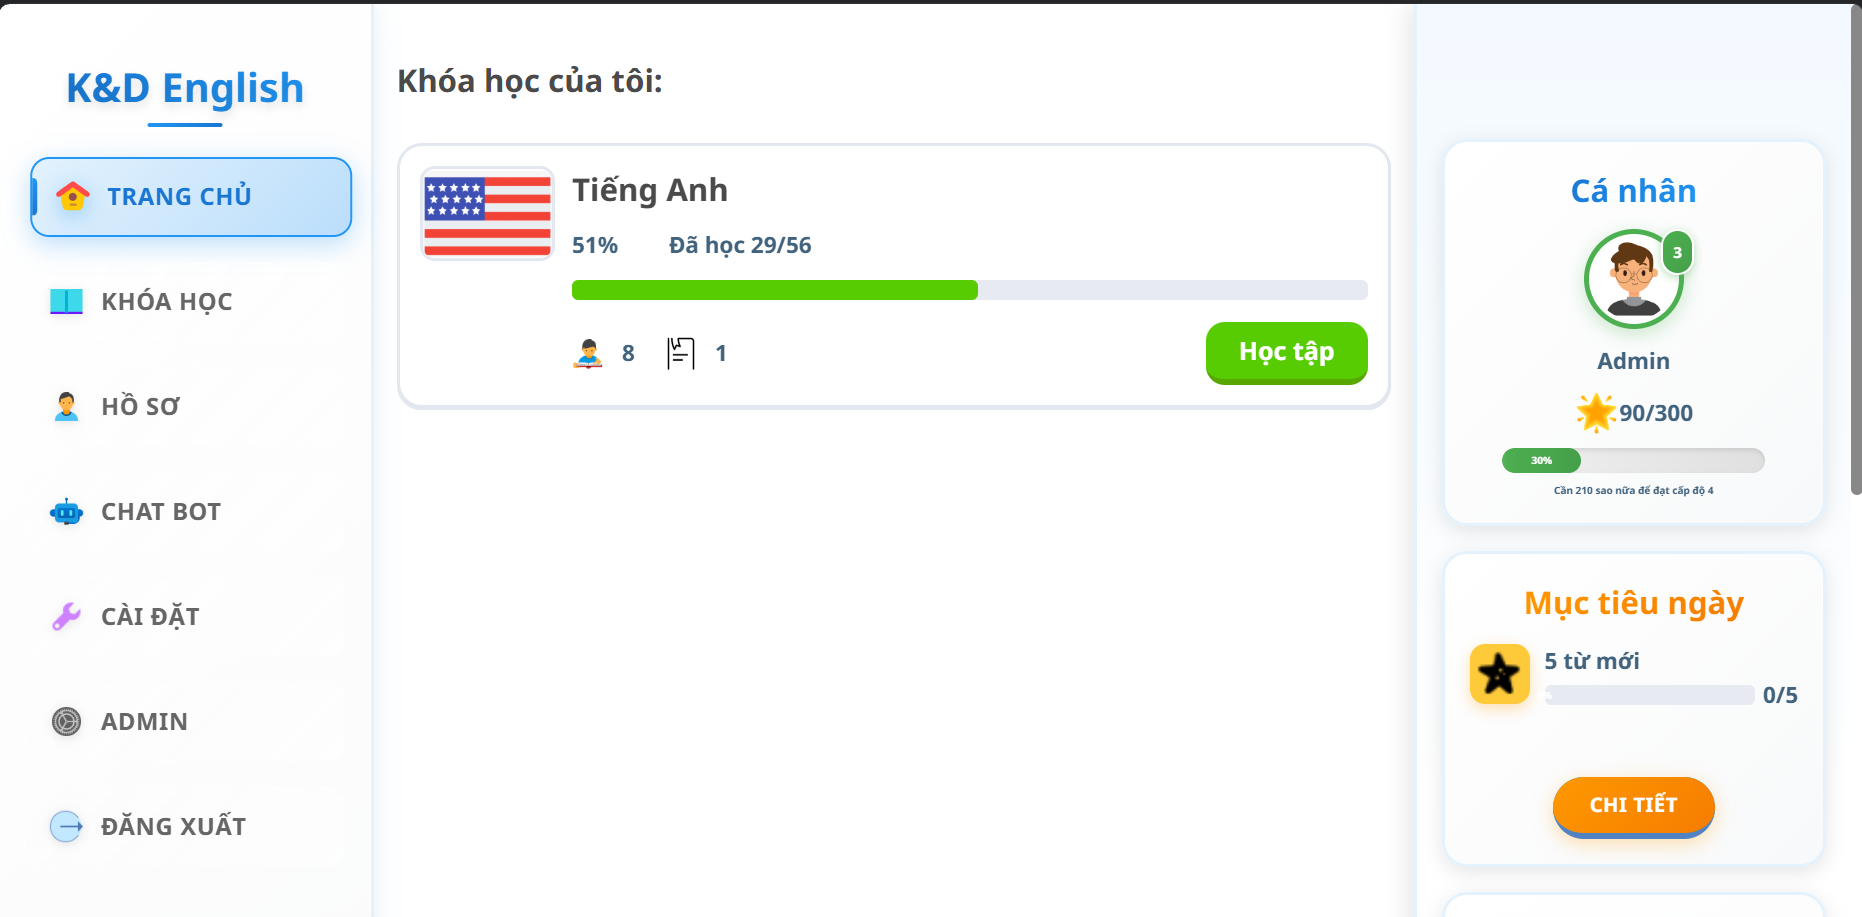 K&D English
TRANG CHỦ
KHÓA HỌC
HỒ SƠ
CHAT BOT
CÀI ĐẶT
ADMIN
ĐĂNG XUẤT
Khóa học của tôi:
Tiếng Anh
51% Đã học 29/56
8 1
Học tập
Cá nhân
3
Admin
90/300
30%
Cần 210 sao nữa để đạt cấp độ 4
Mục tiêu ngày
5 từ mới
0/5
CHI TIẾT